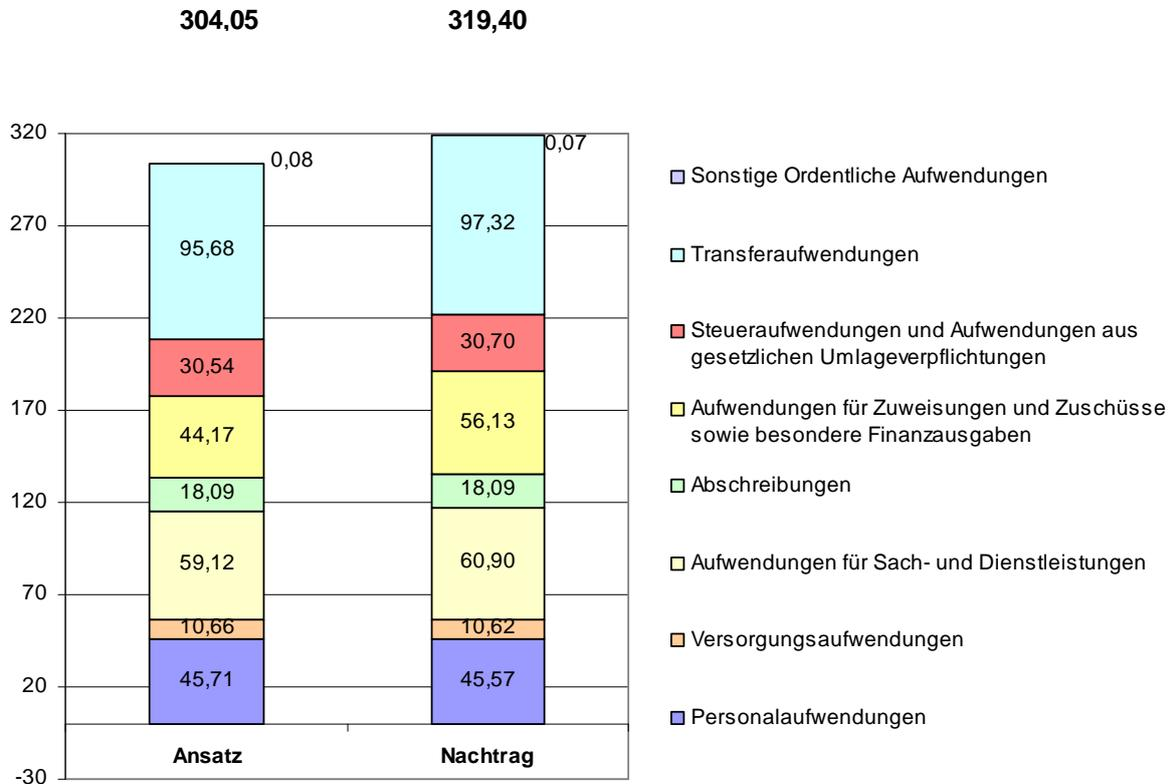 304,05 319,40
320
270
220
170
120
70
20
-30
0,08
95,68
30,54
44,17
18,09
59,12
10,66
45,71
0,07
97,32
30,70
56,13
18,09
60,90
10,62
45,57
Ansatz Nachtrag
Sonstige Ordentliche Aufwendungen
Transferaufwendungen
Steueraufwendungen und Aufwendungen aus
gesetzlichen Umlageverpflichtungen
Aufwendungen für Zuweisungen und Zuschüsse
sowie besondere Finanzausgaben
Abschreibungen
Aufwendungen für Sach- und Dienstleistungen
Versorgungsaufwendungen
Personalaufwendungen